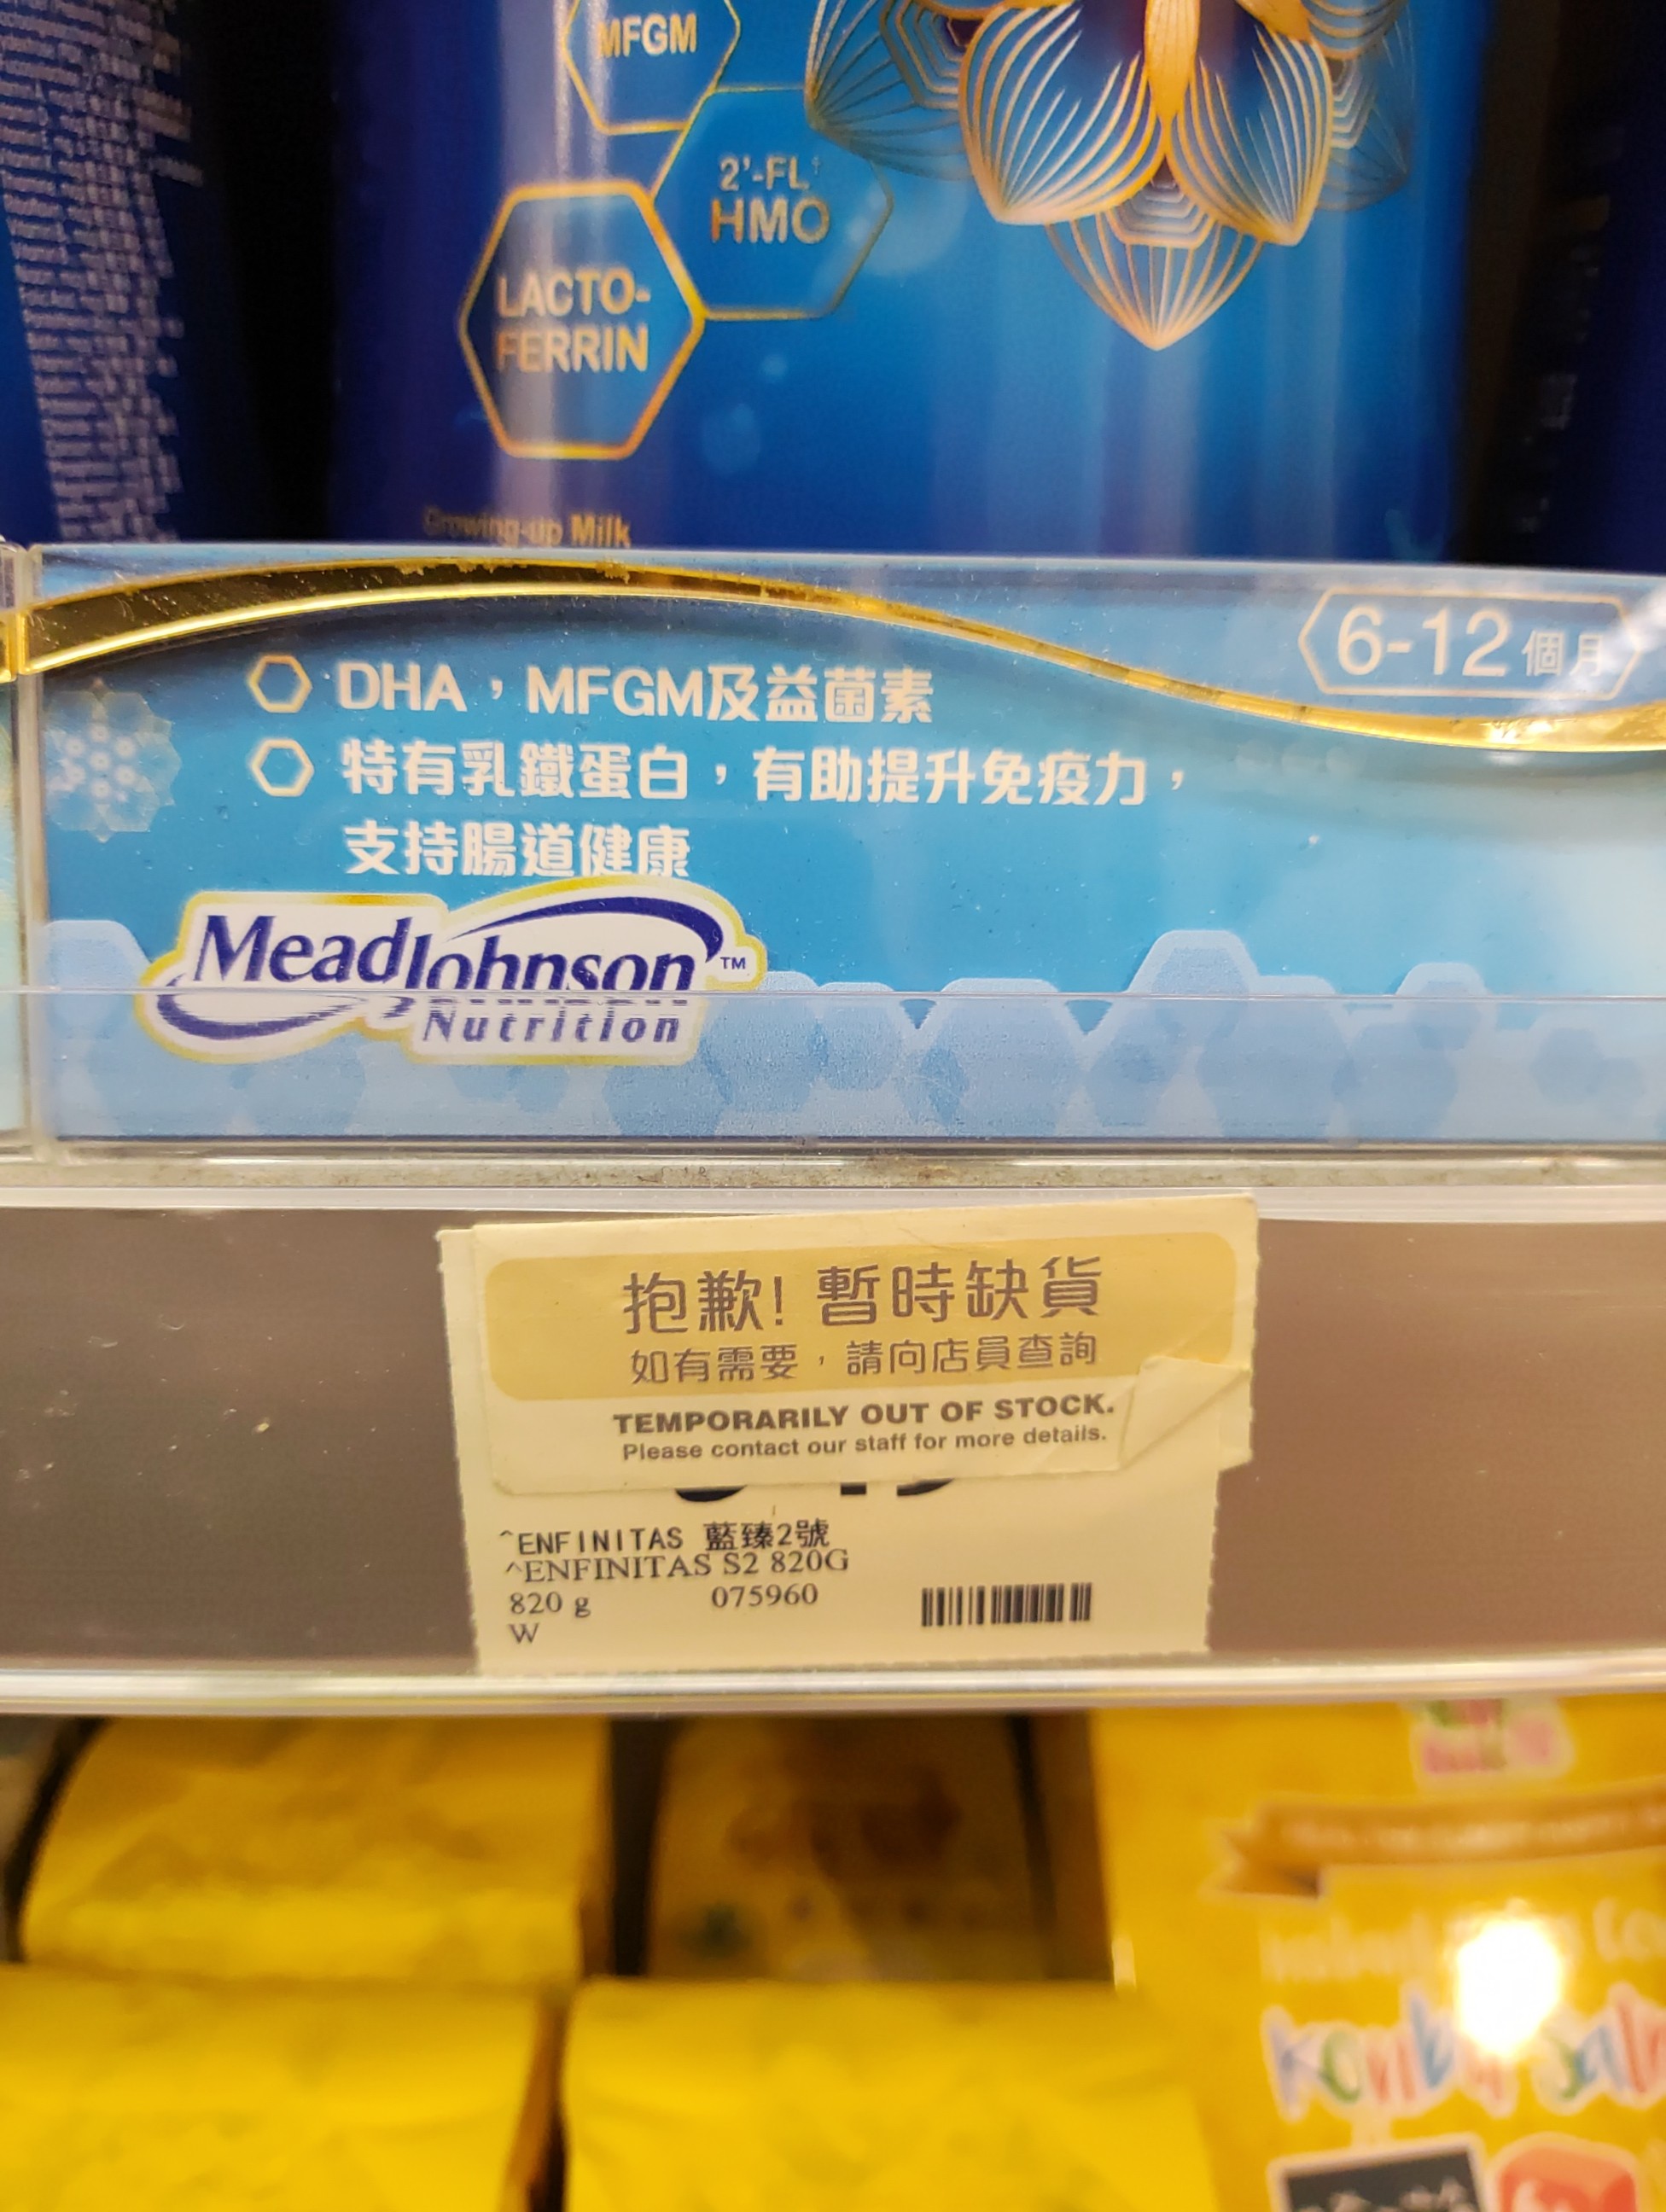 MFGM
2'-FL†
HMO
LACTO-
FERRIN
Growing-up Milk
6-12個月
DHA，MFGM及益菌素
特有乳鐵蛋白，有助提升免疫力，
支持腸道健康
MeadJohnson™
Nutrition
抱歉！暫時缺貨
如有需要，請向店員查詢
TEMPORARILY OUT OF STOCK.
Please contact our staff for more details.
^ENFINITAS 藍臻2號
^ENFINITAS S2 820G
820 g 075960
W